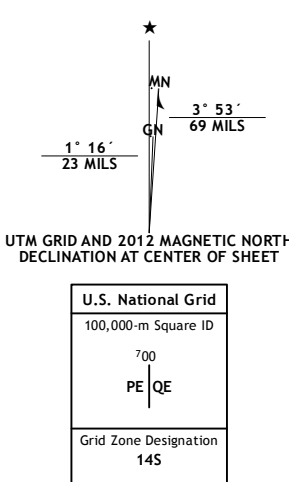 ★
MN
3° 53´
69 MILS
GN
1° 16´
23 MILS
UTM GRID AND 2012 MAGNETIC NORTH
DECLINATION AT CENTER OF SHEET
U.S. National Grid
100,000-m Square ID
⁷00
PE QE
Grid Zone Designation
14S